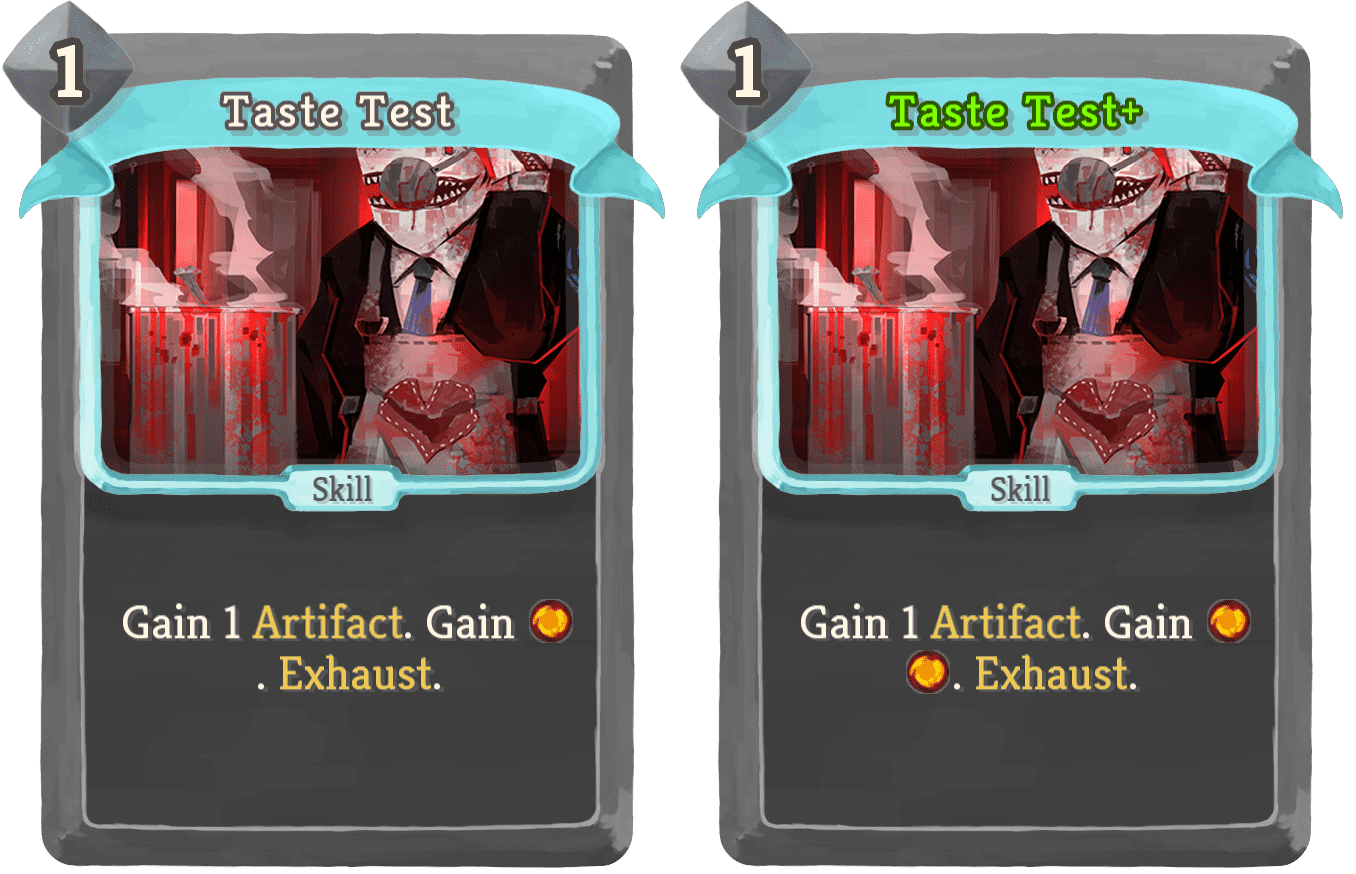 1
Taste Test
Skill
Gain 1 Artifact. Gain
. Exhaust.
1
Taste Test+
Skill
Gain 1 Artifact. Gain
. Exhaust.